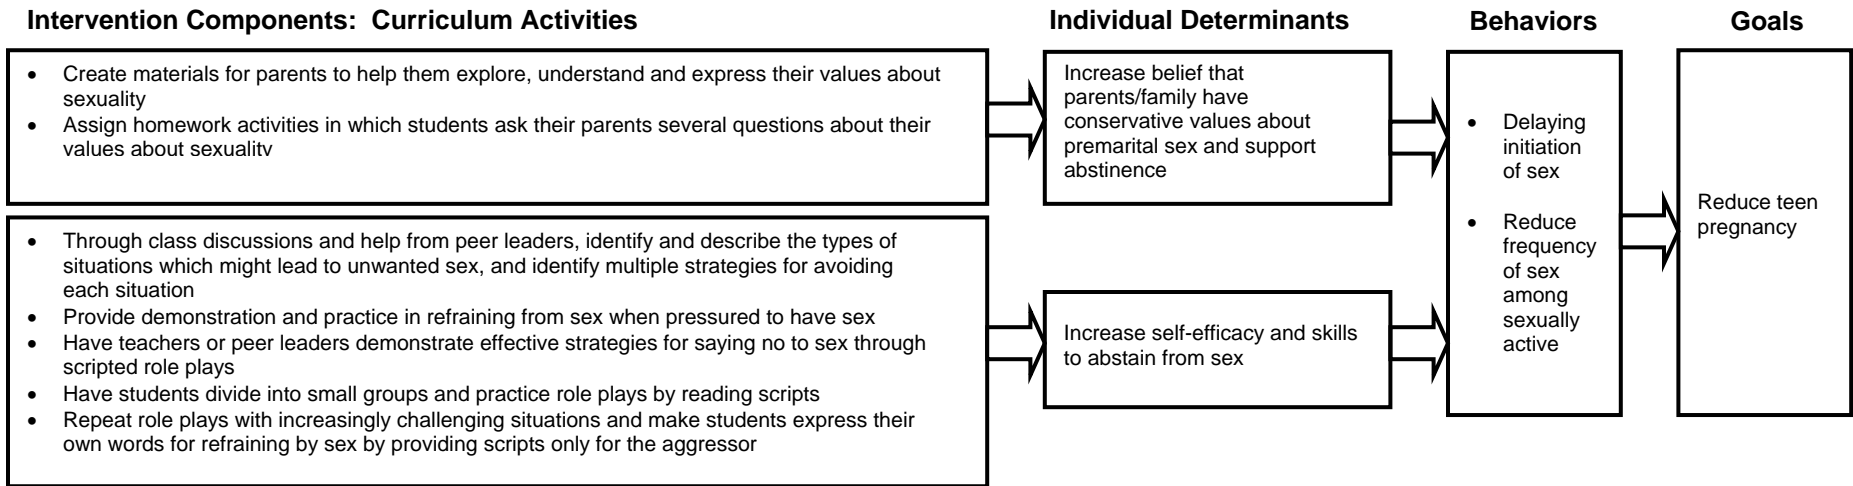 Intervention Components:  Curriculum Activities
Individual Determinants
Behaviors
Goals
• Create materials for parents to help them explore, understand and express their values about
sexuality
• Assign homework activities in which students ask their parents several questions about their
values about sexuality
Increase belief that
parents/family have
conservative values about
premarital sex and support
abstinence
• Through class discussions and help from peer leaders, identify and describe the types of
situations which might lead to unwanted sex, and identify multiple strategies for avoiding
each situation
• Provide demonstration and practice in refraining from sex when pressured to have sex
• Have teachers or peer leaders demonstrate effective strategies for saying no to sex through
scripted role plays
• Have students divide into small groups and practice role plays by reading scripts
• Repeat role plays with increasingly challenging situations and make students express their
own words for refraining by sex by providing scripts only for the aggressor
Increase self-efficacy and skills
to abstain from sex
• Delaying
initiation
of sex
• Reduce
frequency
of sex
among
sexually
active
Reduce teen
pregnancy